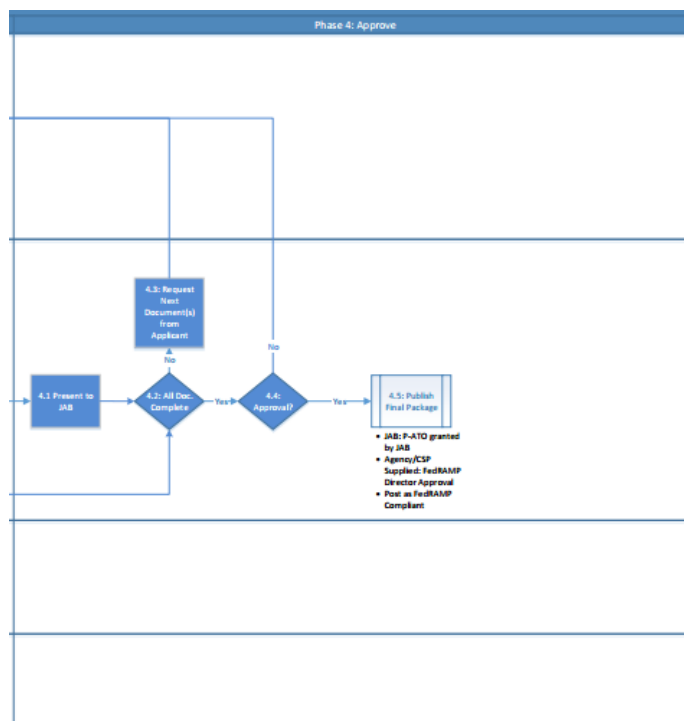 Phase 4: Approve
4.3: Request
Next
Document(s)
from
Applicant
No
No
4.1 Present to
JAB
4.2: All Doc.
Complete
Yes
4.4:
Approval?
Yes
4.5: Publish
Final Package
• JAB: P-ATO granted
by JAB
• Agency/CSP
Supplied: FedRAMP
Director Approval
• Post as FedRAMP
Compliant